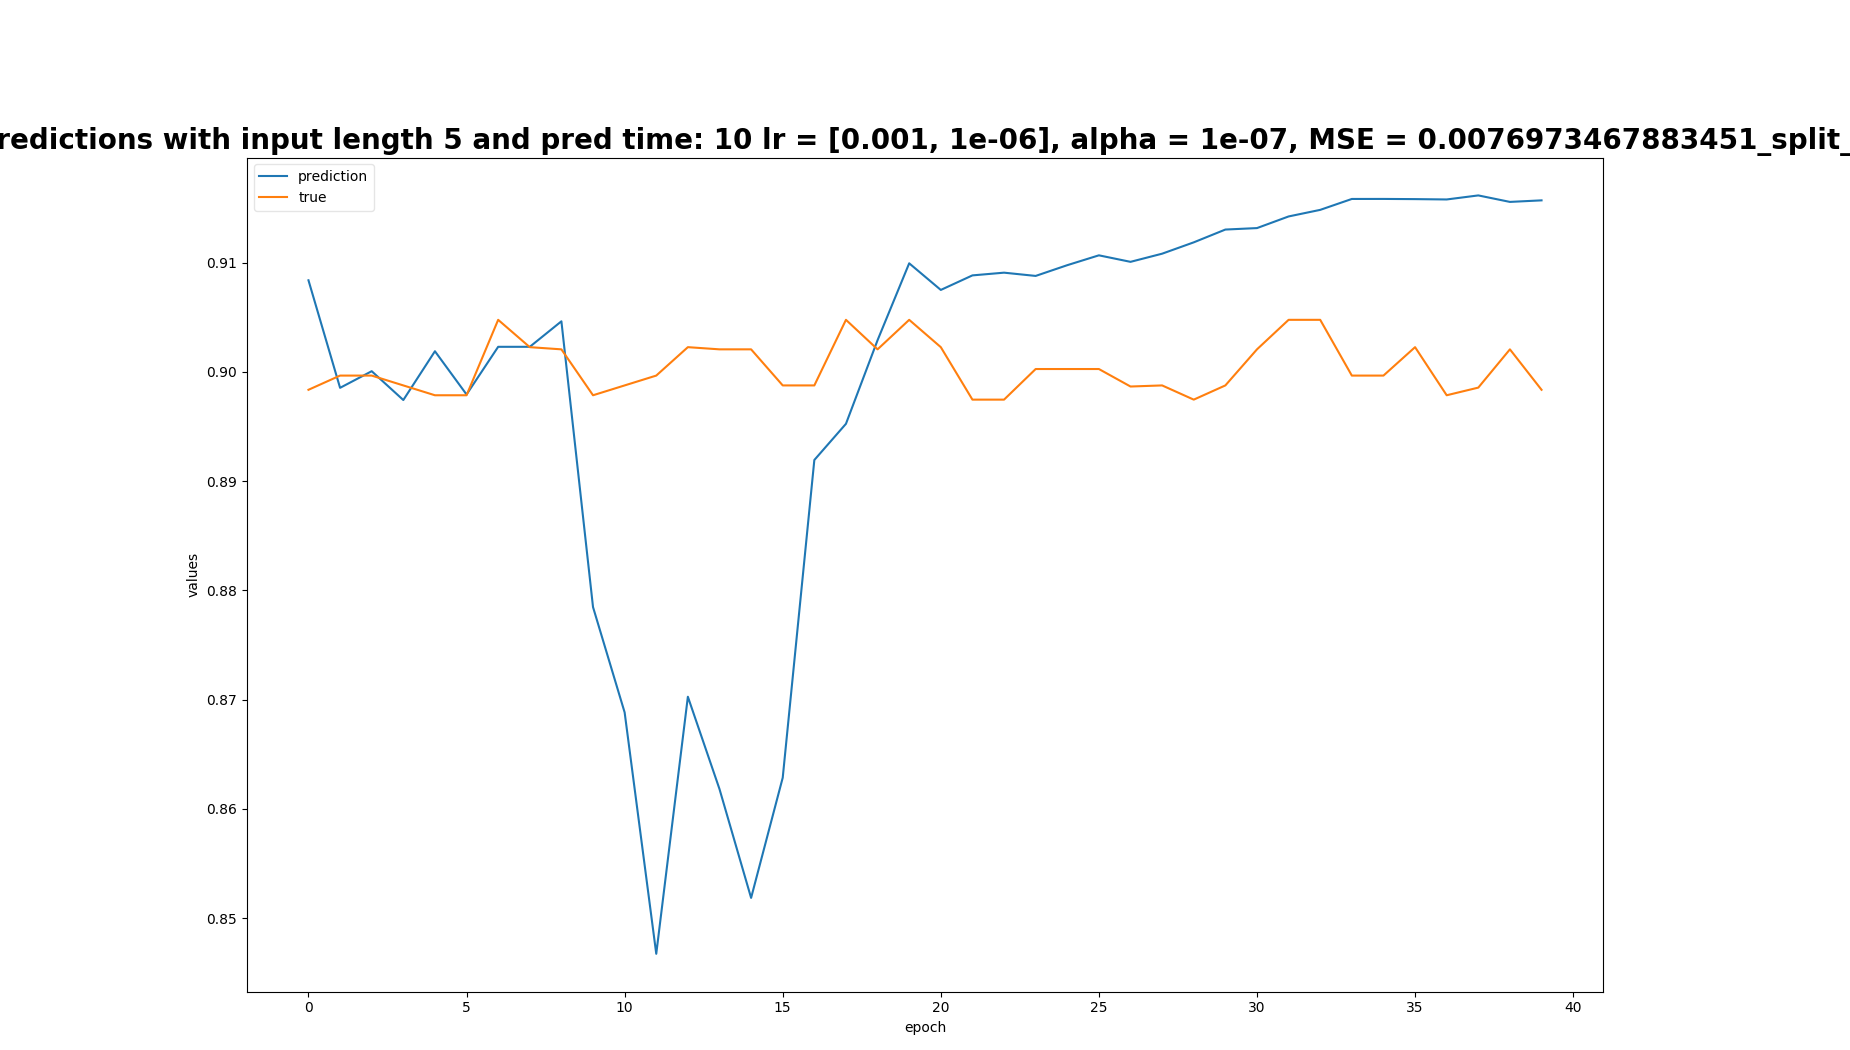 redictions with input length 5 and pred time: 10 lr = [0.001, 1e-06], alpha = 1e-07, MSE = 0.0076973467883451_split_
prediction
true
0.91
0.90
0.89
0.88
0.87
0.86
0.85
values
0 5 10 15 20 25 30 35 40
epoch